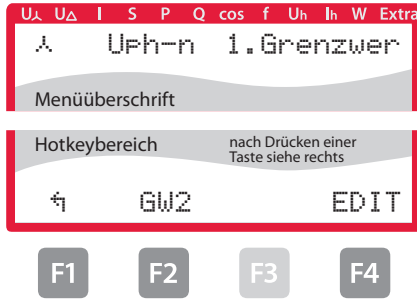 U⅄ U△ I S P Q cos f Uh Ih W Extra
⅄ UPh-n 1.Grenzwer
Menüüberschrift
Hotkeybereich nach Drücken einer
Taste siehe rechts
↰ GW2 EDIT
F1 F2 F3 F4